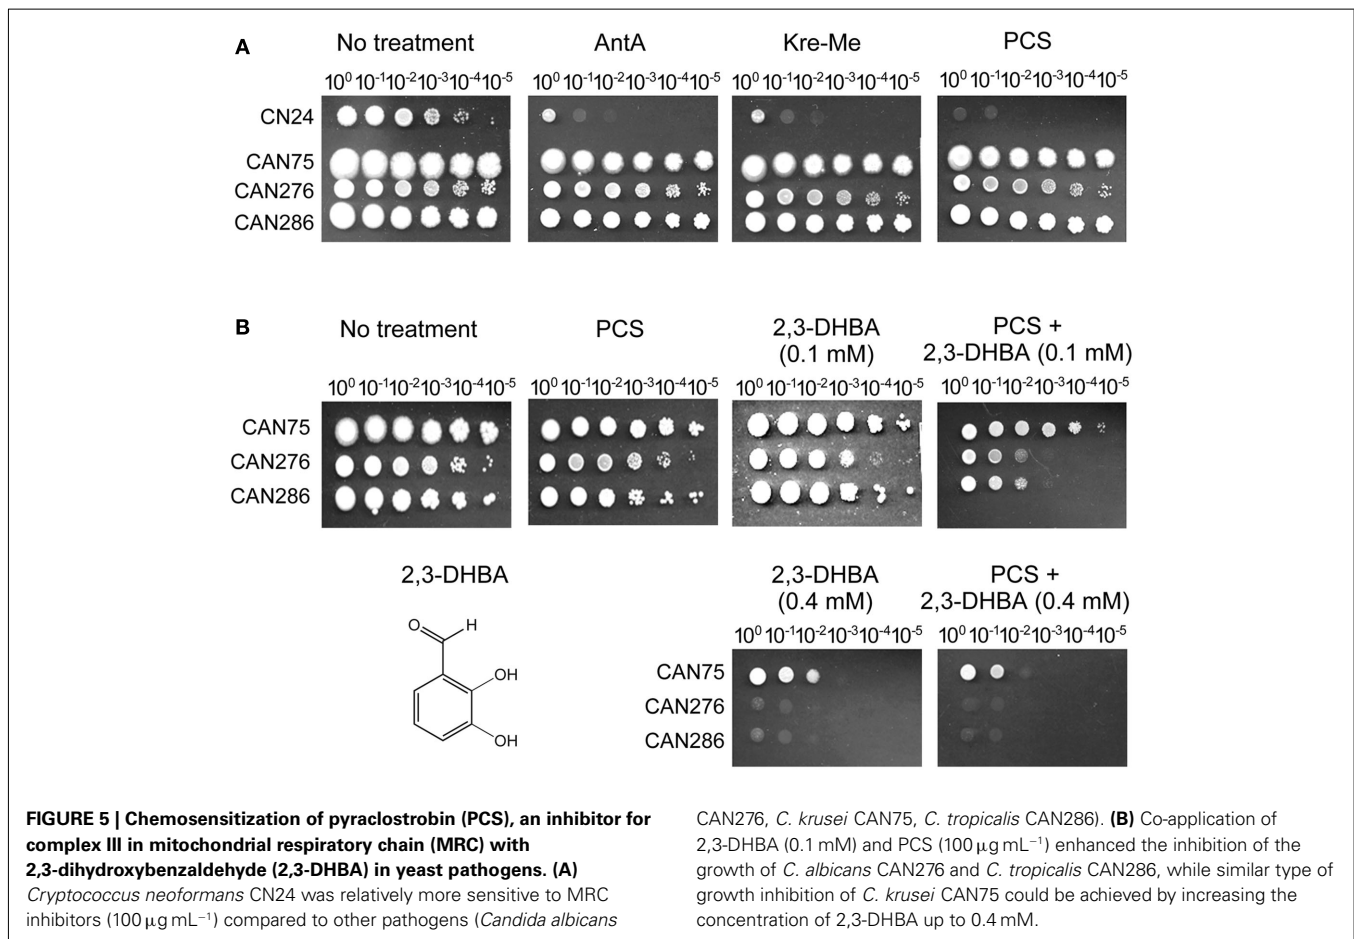 A
No treatment
AntA
Kre-Me
PCS
10⁰ 10⁻¹ 10⁻² 10⁻³ 10⁻⁴ 10⁻⁵
10⁰ 10⁻¹ 10⁻² 10⁻³ 10⁻⁴ 10⁻⁵
10⁰ 10⁻¹ 10⁻² 10⁻³ 10⁻⁴ 10⁻⁵
10⁰ 10⁻¹ 10⁻² 10⁻³ 10⁻⁴ 10⁻⁵
CN24
CAN75
CAN276
CAN286
B
No treatment
PCS
2,3-DHBA
(0.1 mM)
PCS +
2,3-DHBA (0.1 mM)
10⁰ 10⁻¹ 10⁻² 10⁻³ 10⁻⁴ 10⁻⁵
10⁰ 10⁻¹ 10⁻² 10⁻³ 10⁻⁴ 10⁻⁵
10⁰ 10⁻¹ 10⁻² 10⁻³ 10⁻⁴ 10⁻⁵
10⁰ 10⁻¹ 10⁻² 10⁻³ 10⁻⁴ 10⁻⁵
CAN75
CAN276
CAN286
2,3-DHBA
O
H
OH
OH
2,3-DHBA
(0.4 mM)
PCS +
2,3-DHBA (0.4 mM)
10⁰ 10⁻¹ 10⁻² 10⁻³ 10⁻⁴ 10⁻⁵
10⁰ 10⁻¹ 10⁻² 10⁻³ 10⁻⁴ 10⁻⁵
CAN75
CAN276
CAN286
FIGURE 5 | Chemosensitization of pyraclostrobin (PCS), an inhibitor for
complex III in mitochondrial respiratory chain (MRC) with
2,3-dihydroxybenzaldehyde (2,3-DHBA) in yeast pathogens. (A)
Cryptococcus neoformans CN24 was relatively more sensitive to MRC
inhibitors (100 μg mL⁻¹) compared to other pathogens (Candida albicans
CAN276, C. krusei CAN75, C. tropicalis CAN286). (B) Co-application of
2,3-DHBA (0.1 mM) and PCS (100 μg mL⁻¹) enhanced the inhibition of the
growth of C. albicans CAN276 and C. tropicalis CAN286, while similar type of
growth inhibition of C. krusei CAN75 could be achieved by increasing the
concentration of 2,3-DHBA up to 0.4 mM.